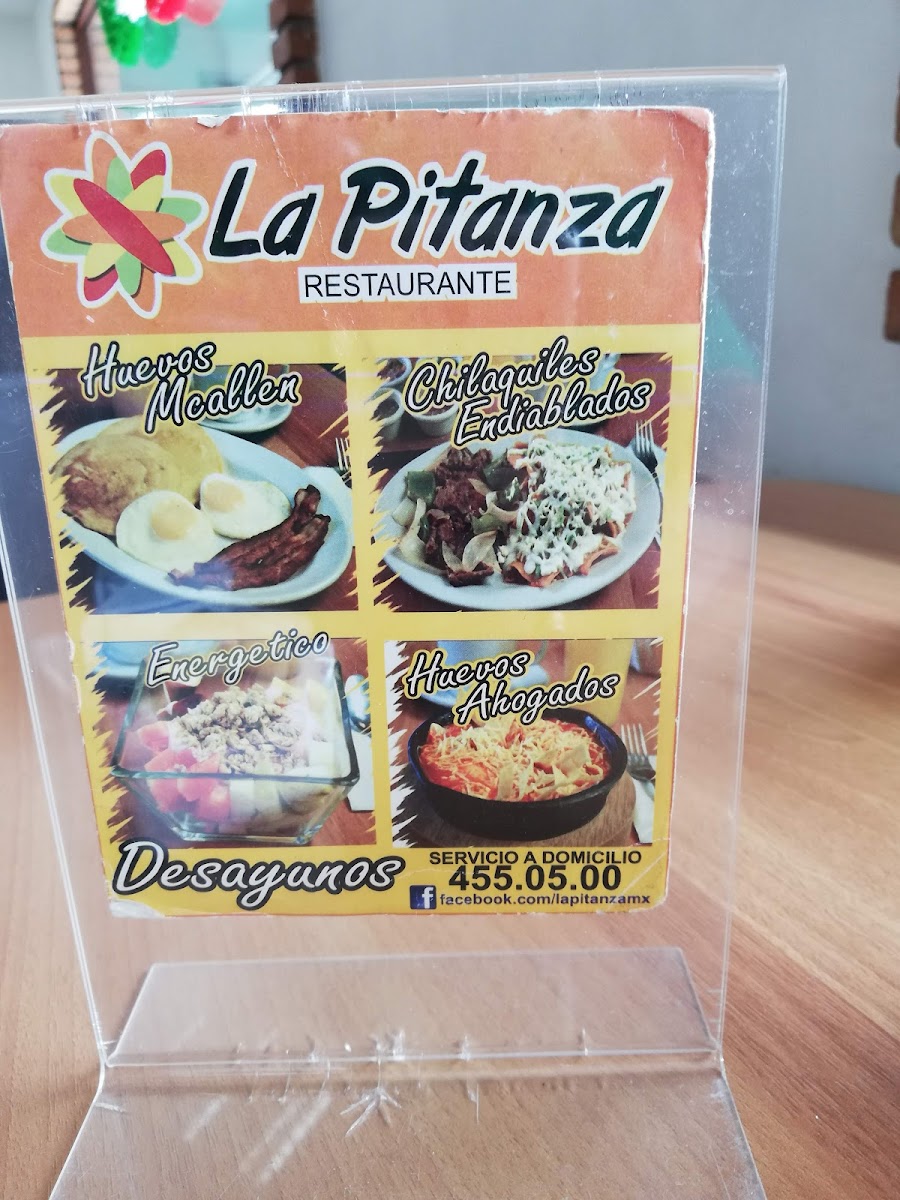 La Pitanza
RESTAURANTE
Huevos
Mcallen
Chilaquiles
Endiablados
Energetico
Huevos
Ahogados
Desayunos
SERVICIO A DOMICILIO
455.05.00
f facebook.com/lapitanzamx